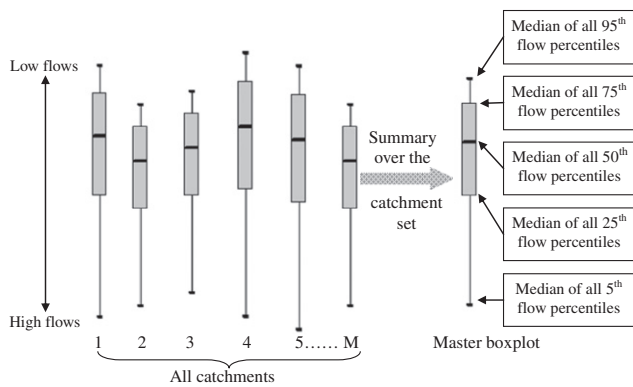 Low flows
High flows
1 2 3 4 5...... M
All catchments
Summary
over the
catchment
set
Master boxplot
Median of all 95th
flow percentiles
Median of all 75th
flow percentiles
Median of all 50th
flow percentiles
Median of all 25th
flow percentiles
Median of all 5th
flow percentiles